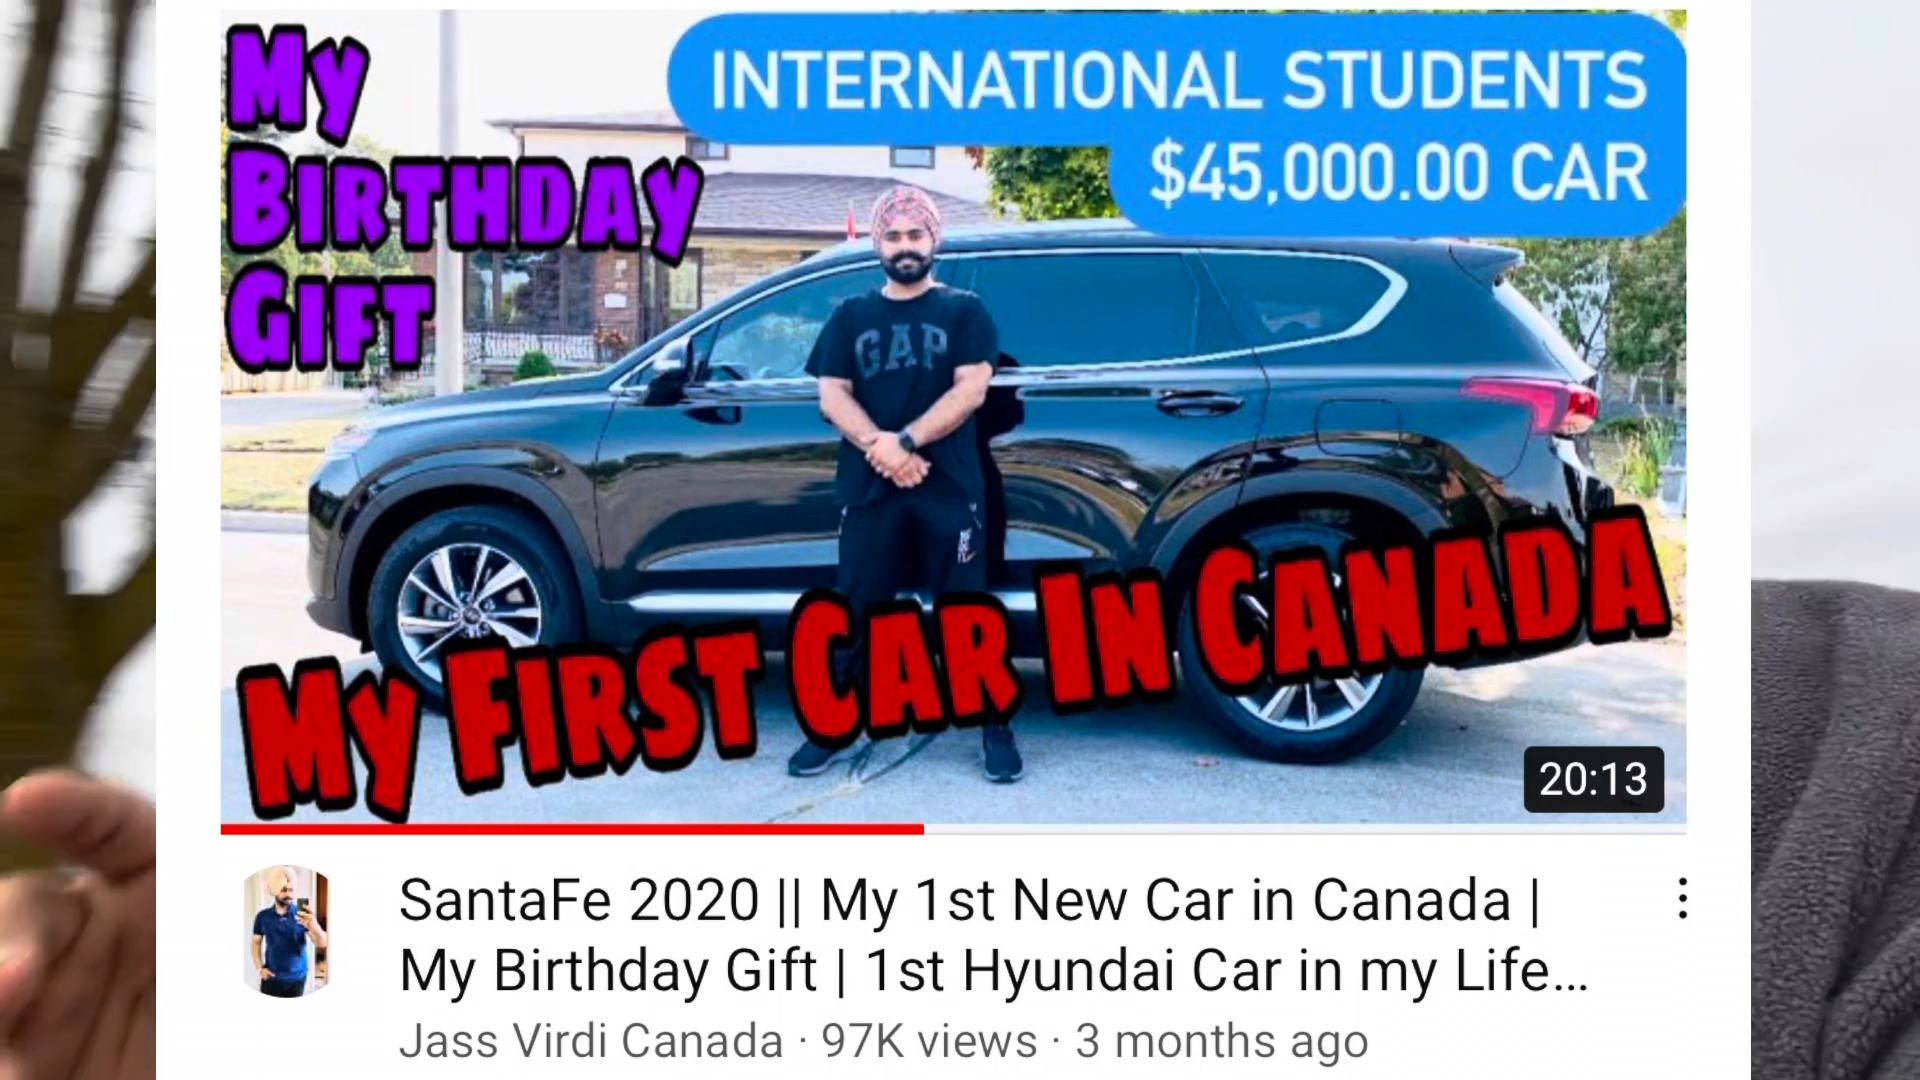 My
Birthday
Gift
INTERNATIONAL STUDENTS
$45,000.00 CAR
GAP
My First Car In Canada
20:13
SantaFe 2020 || My 1st New Car in Canada |
My Birthday Gift | 1st Hyundai Car in my Life...
Jass Virdi Canada · 97K views · 3 months ago